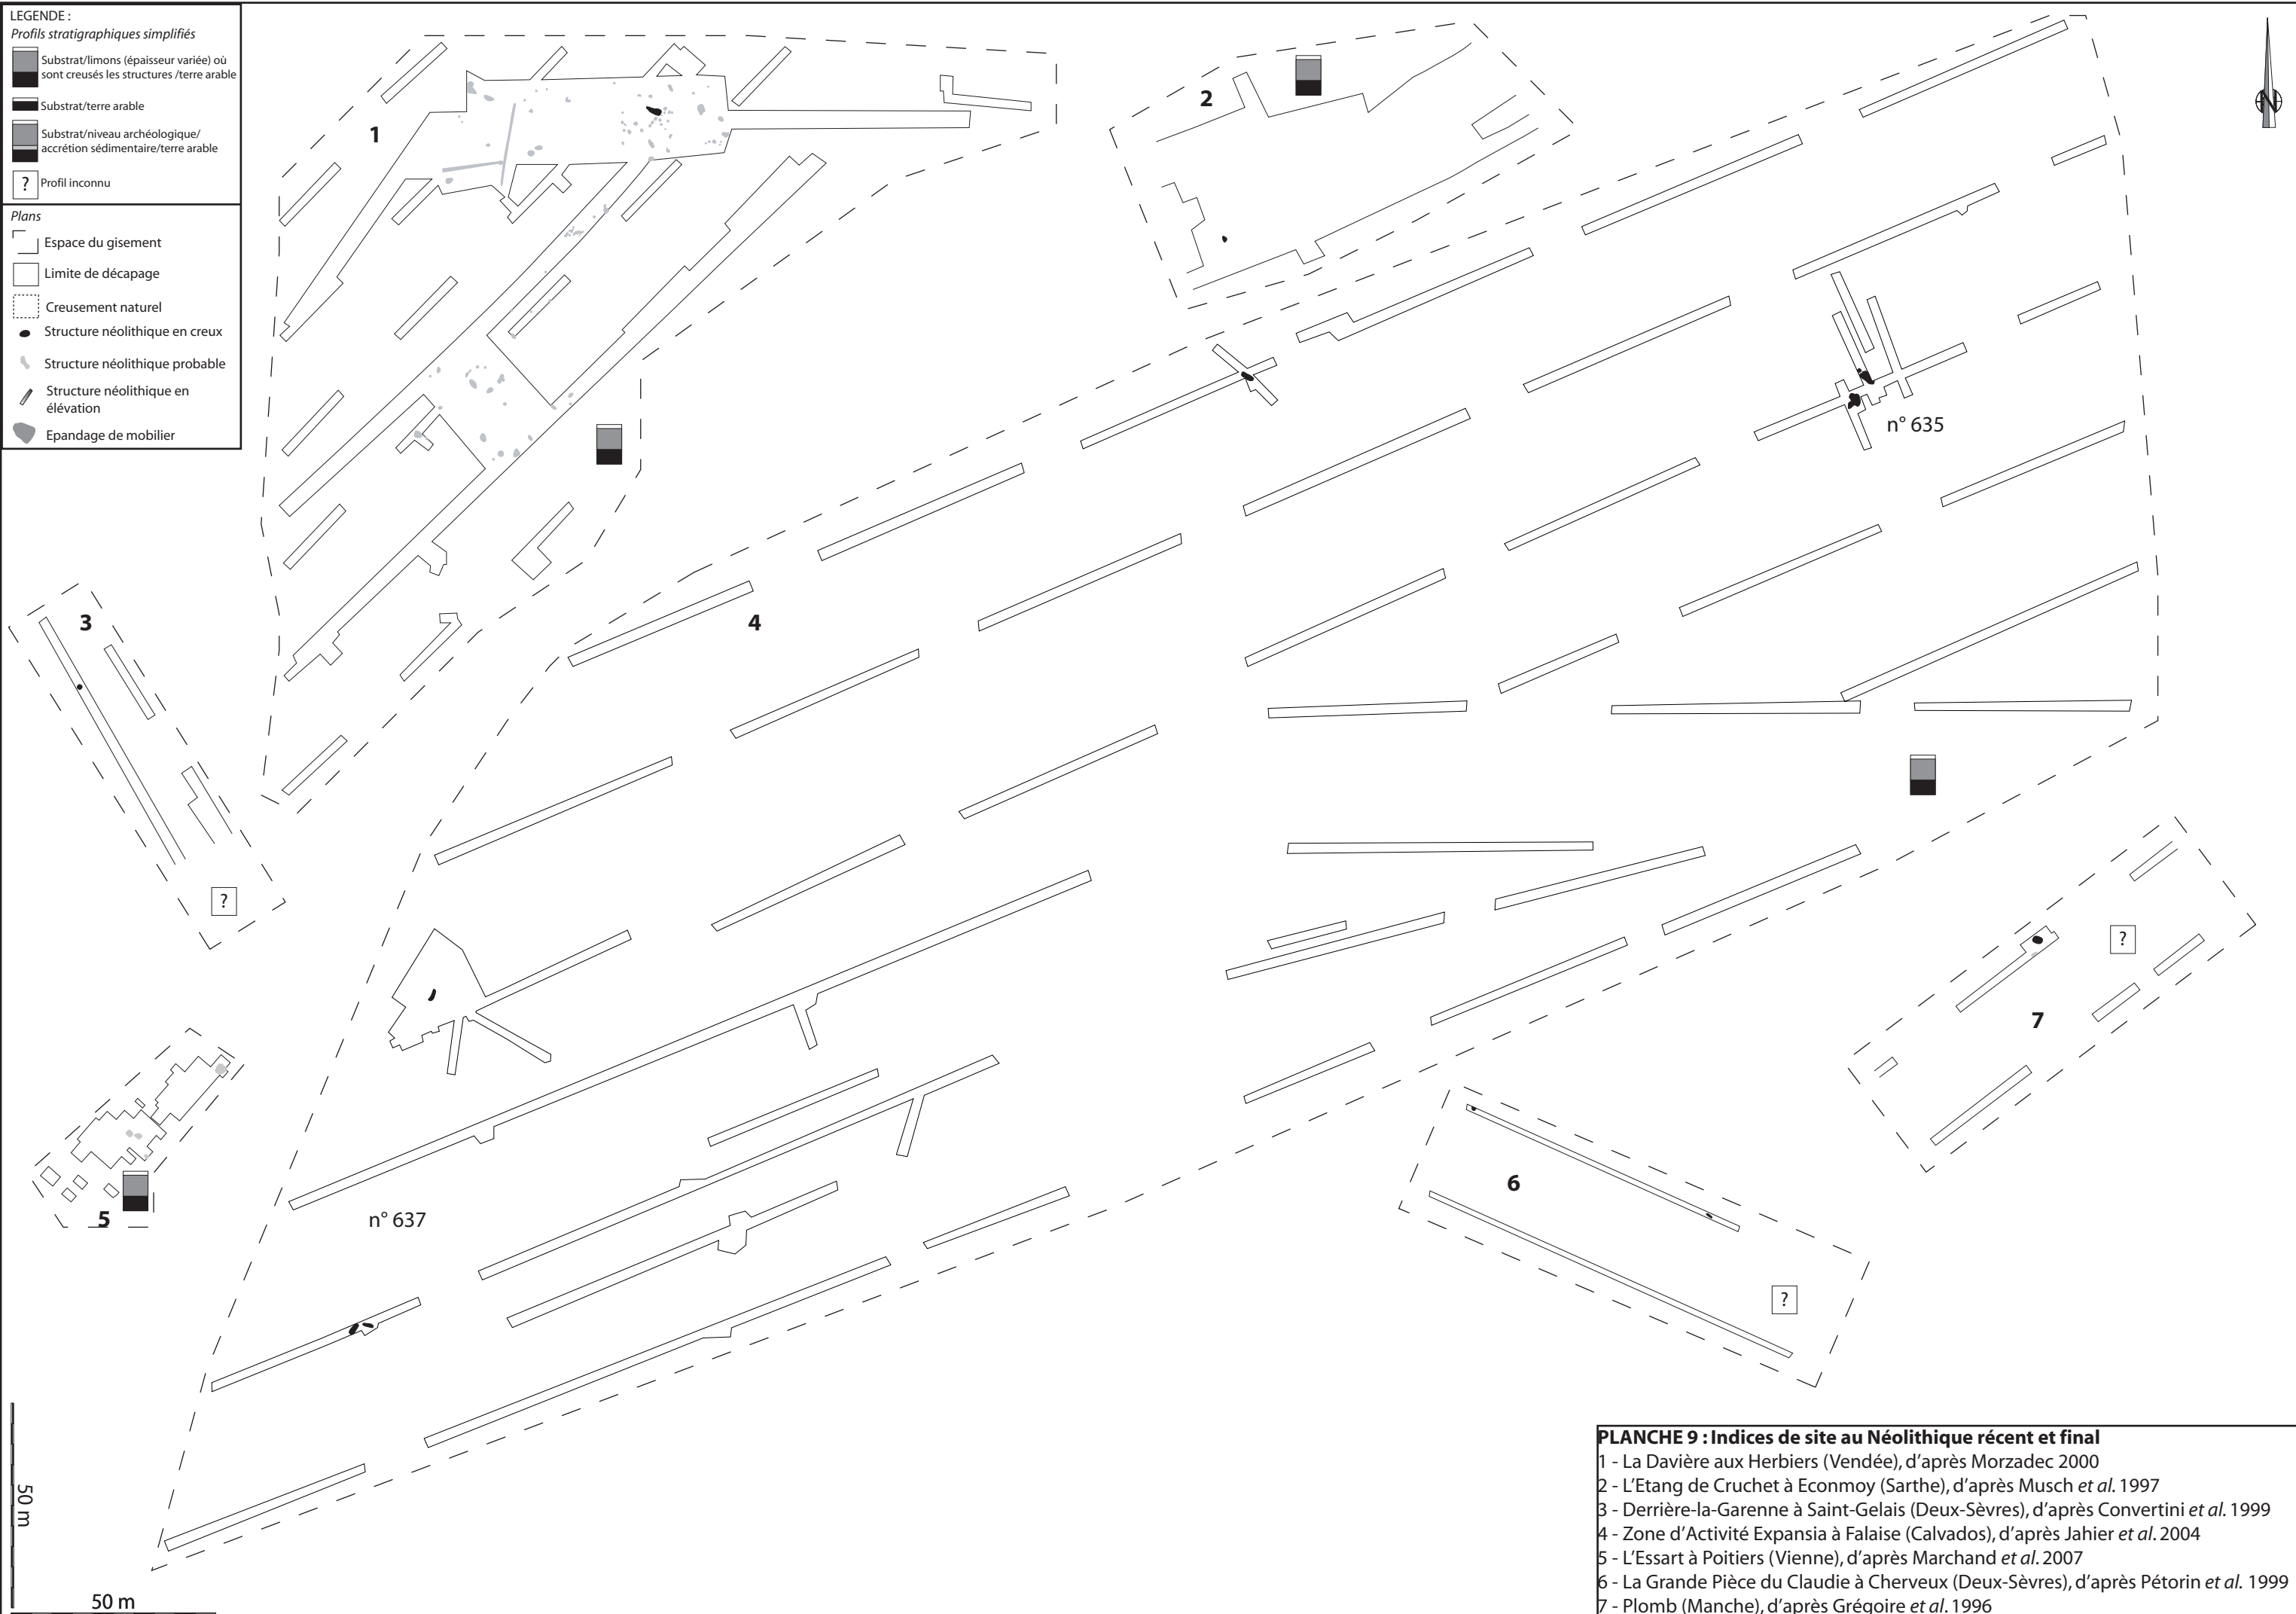 LEGENDE :
Profils stratigraphiques simplifiés
Substrat/limons (épaisseur variée) où
sont creusés les structures /terre arable
Substrat/terre arable
Substrat/niveau archéologique/
accrétion sédimentaire/terre arable
? Profil inconnu
Plans
Espace du gisement
Limite de décapage
Creusement naturel
Structure néolithique en creux
Structure néolithique probable
Structure néolithique en
élévation
Epandage de mobilier
1
2
N
n° 635
3
4
?
?
7
5
n° 637
6
?
50 m
50 m
PLANCHE 9 : Indices de site au Néolithique récent et final
1 - La Davière aux Herbiers (Vendée), d'après Morzadec 2000
2 - L'Etang de Cruchet à Econmoy (Sarthe), d'après Musch et al. 1997
3 - Derrière-la-Garenne à Saint-Gelais (Deux-Sèvres), d'après Convertini et al. 1999
4 - Zone d'Activité Expansia à Falaise (Calvados), d'après Jahier et al. 2004
5 - L'Essart à Poitiers (Vienne), d'après Marchand et al. 2007
6 - La Grande Pièce du Claudie à Cherveux (Deux-Sèvres), d'après Pétorin et al. 1999
7 - Plomb (Manche), d'après Grégoire et al. 1996